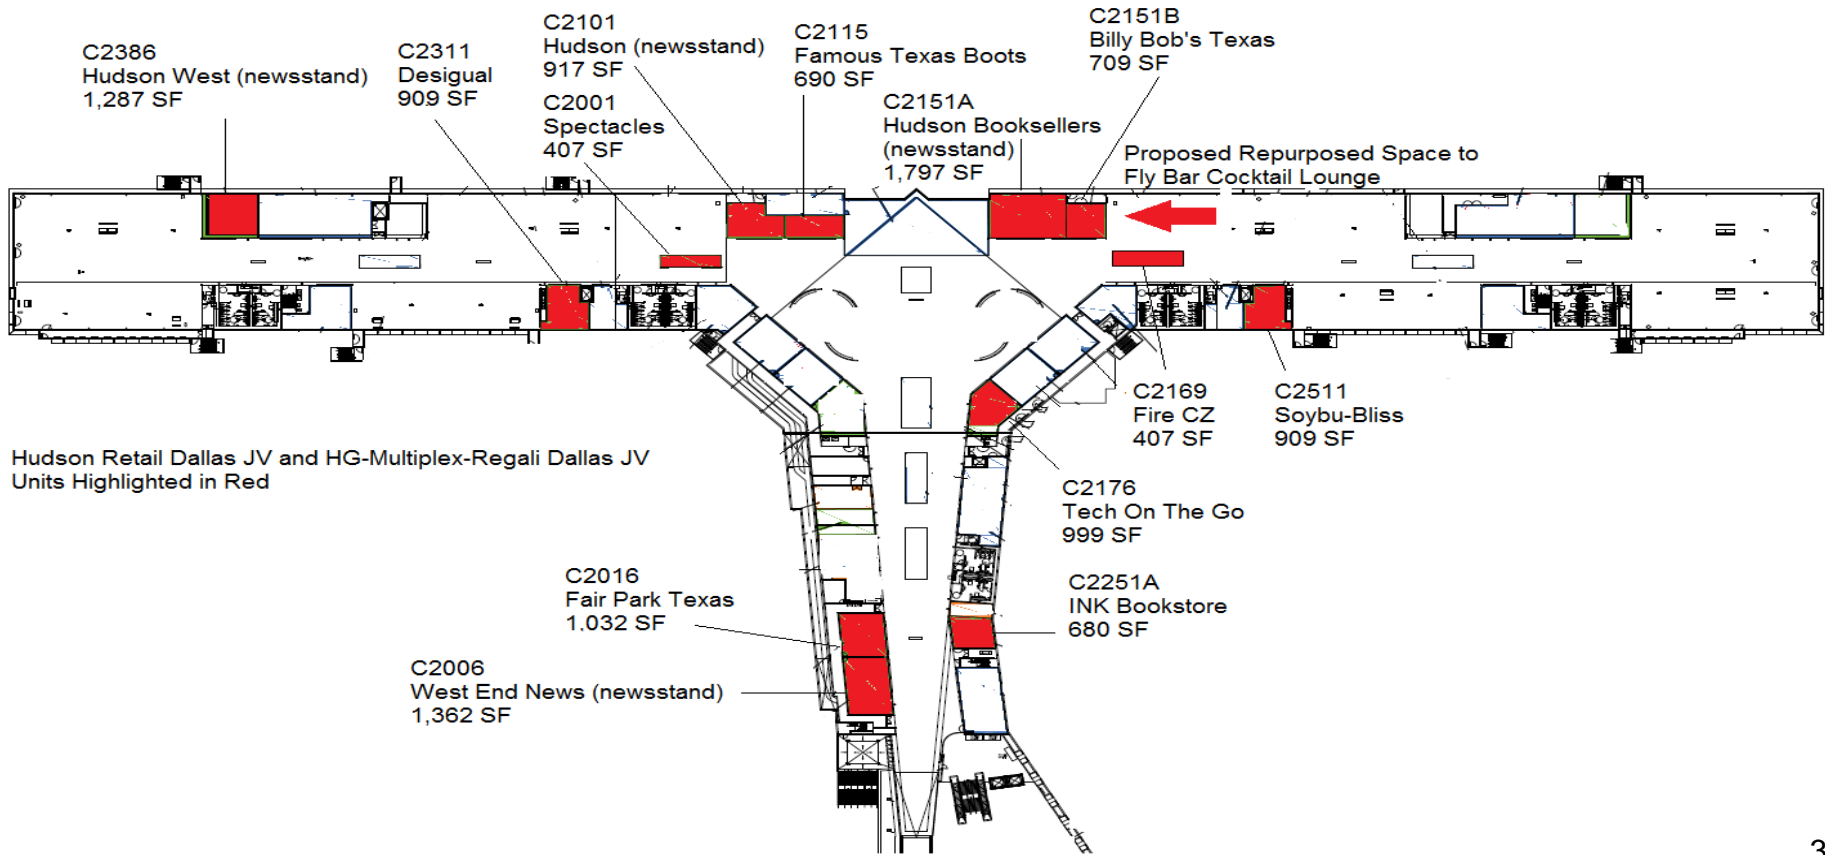 C2386
Hudson West (newsstand)
1,287 SF
C2311
Desigual
909 SF
C2101
Hudson (newsstand)
917 SF
C2001
Spectacles
407 SF
C2115
Famous Texas Boots
690 SF
C2151A
Hudson Booksellers
(newsstand)
1,797 SF
C2151B
Billy Bob's Texas
709 SF
Proposed Repurposed Space to
Fly Bar Cocktail Lounge
C2169
Fire CZ
407 SF
C2511
Soybu-Bliss
909 SF
Hudson Retail Dallas JV and HG-Multiplex-Regali Dallas JV
Units Highlighted in Red
C2176
Tech On The Go
999 SF
C2016
Fair Park Texas
1,032 SF
C2251A
INK Bookstore
680 SF
C2006
West End News (newsstand)
1,362 SF
3